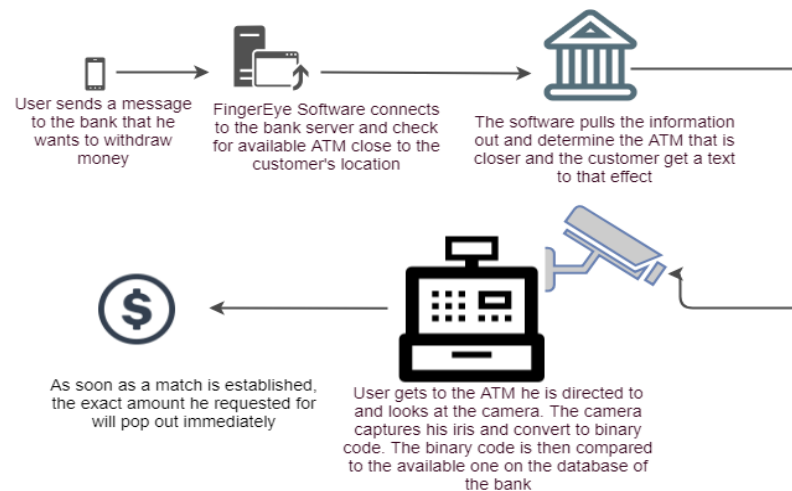 User sends a message
to the bank that he
wants to withdraw
money
FingerEye Software connects
to the bank server and check
for available ATM close to the
customer's location
The software pulls the information
out and determine the ATM that is
closer and the customer get a text
to that effect
$
As soon as a match is established,
the exact amount he requested for
will pop out immediately
User gets to the ATM he is directed to
and looks at the camera. The camera
captures his iris and convert to binary
code. The binary code is then compared
to the available one on the database of
the bank